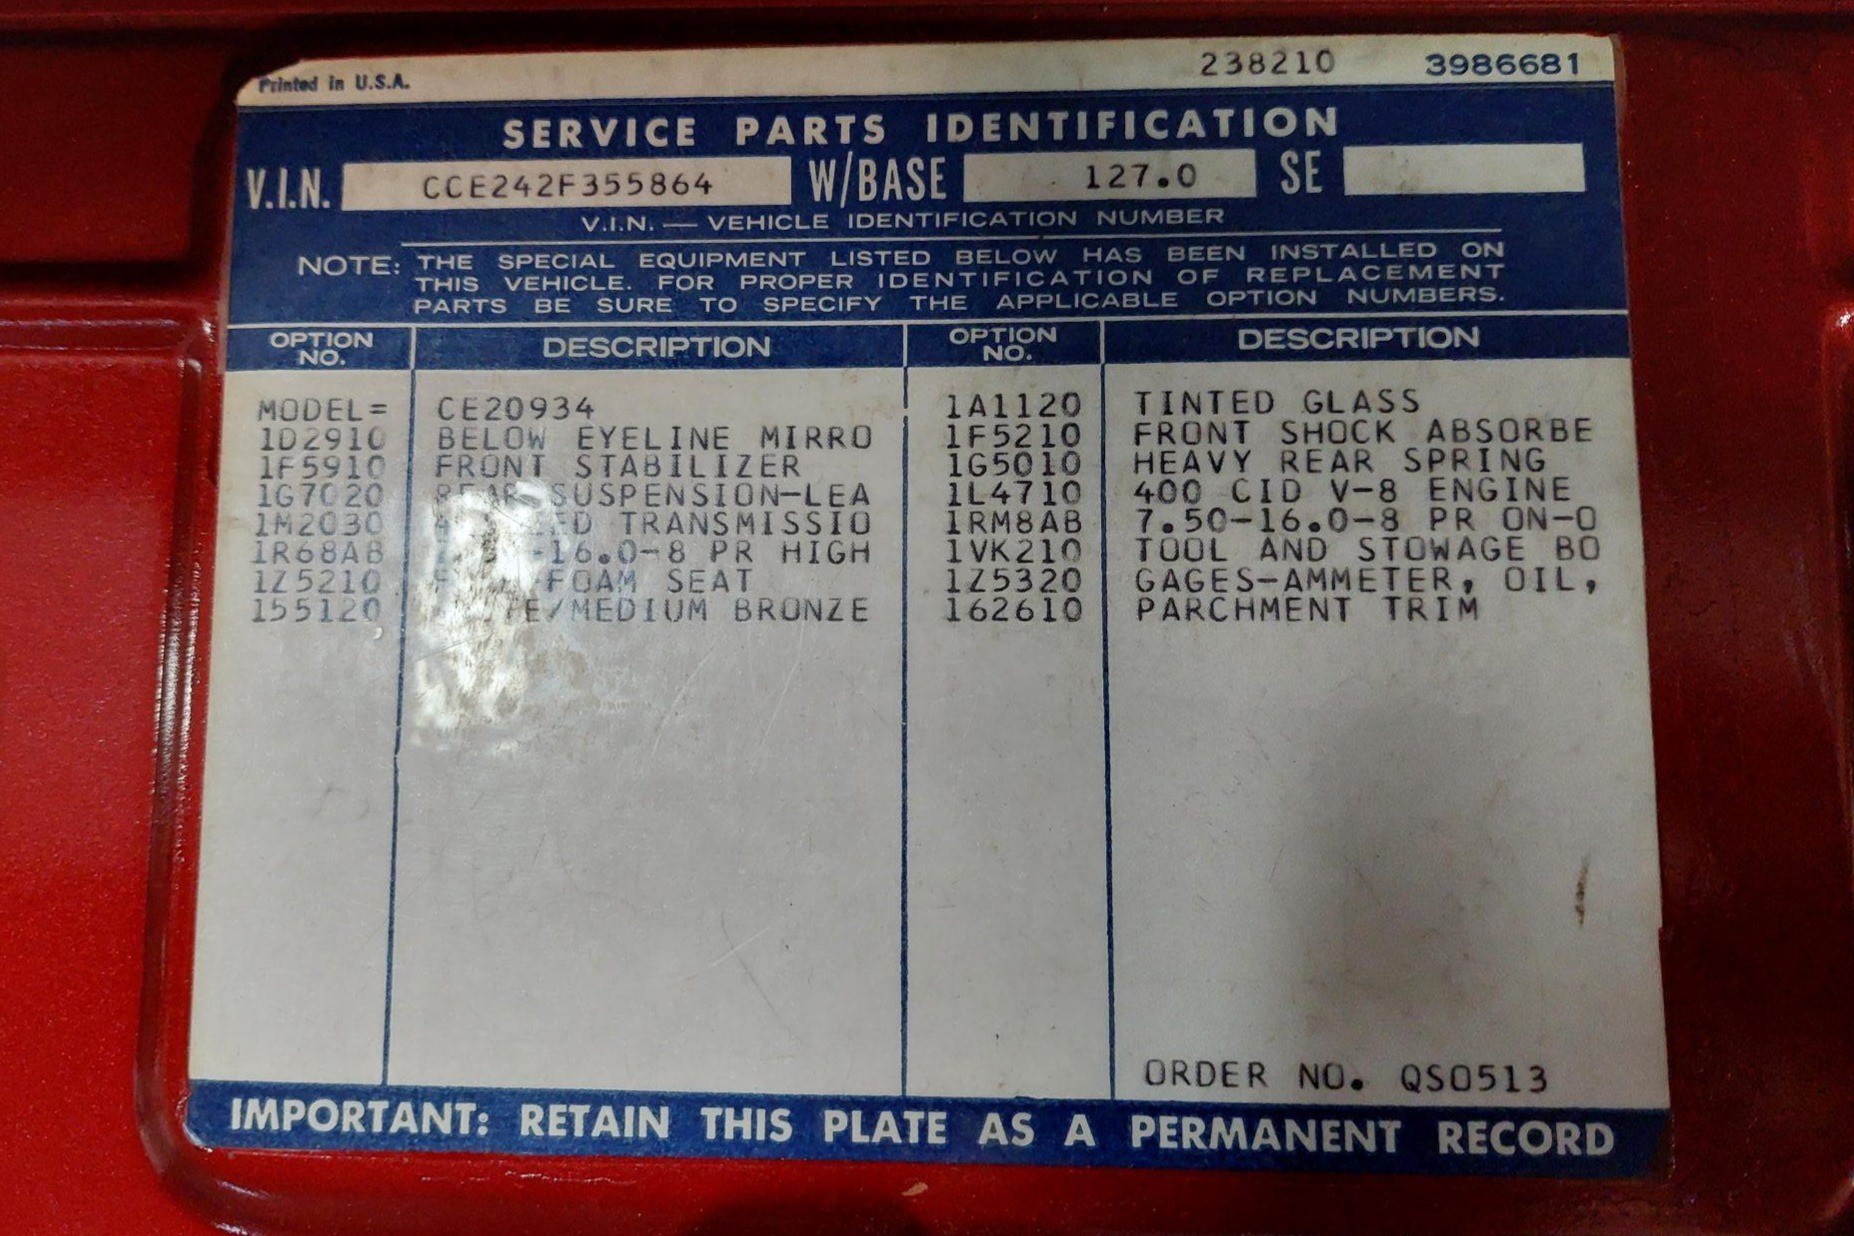 Printed in U.S.A. 238210 3986681
SERVICE PARTS IDENTIFICATION
V.I.N. CCE242F355864 W/BASE 127.0 SE
V.I.N. — VEHICLE IDENTIFICATION NUMBER
NOTE: THE SPECIAL EQUIPMENT LISTED BELOW HAS BEEN INSTALLED ON
THIS VEHICLE. FOR PROPER IDENTIFICATION OF REPLACEMENT
PARTS BE SURE TO SPECIFY THE APPLICABLE OPTION NUMBERS.
OPTION NO. DESCRIPTION OPTION NO. DESCRIPTION
MODEL= CE20934 1A1120 TINTED GLASS
1D2910 BELOW EYELINE MIRRO 1F5210 FRONT SHOCK ABSORBE
1F5910 FRONT STABILIZER 1G5010 HEAVY REAR SPRING
1G7020 REAR SUSPENSION-LEA 1L4710 400 CID V-8 ENGINE
1M2030 TRANSMISSIO 1RM8AB 7.50-16.0-8 PR ON-O
1R68AB -16.0-8 PR HIGH 1VK210 TOOL AND STOWAGE BO
1Z5210 FOAM SEAT 1Z5320 GAGES-AMMETER, OIL,
155120 /MEDIUM BRONZE 162610 PARCHMENT TRIM
ORDER NO. QS0513
IMPORTANT: RETAIN THIS PLATE AS A PERMANENT RECORD